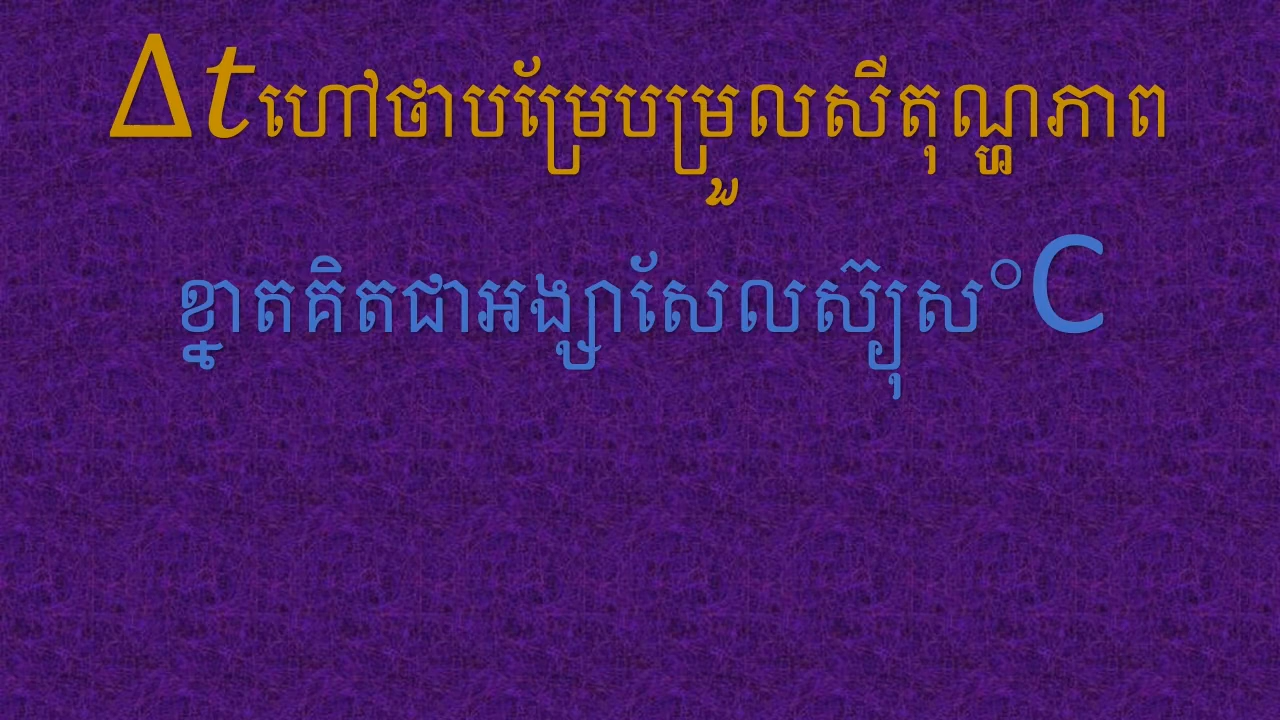 Δtហៅថាបម្រែបម្រួលសីតុណ្ហភាព
ខ្នាតគិតជាអង្សាសែលស៊្យុស°C